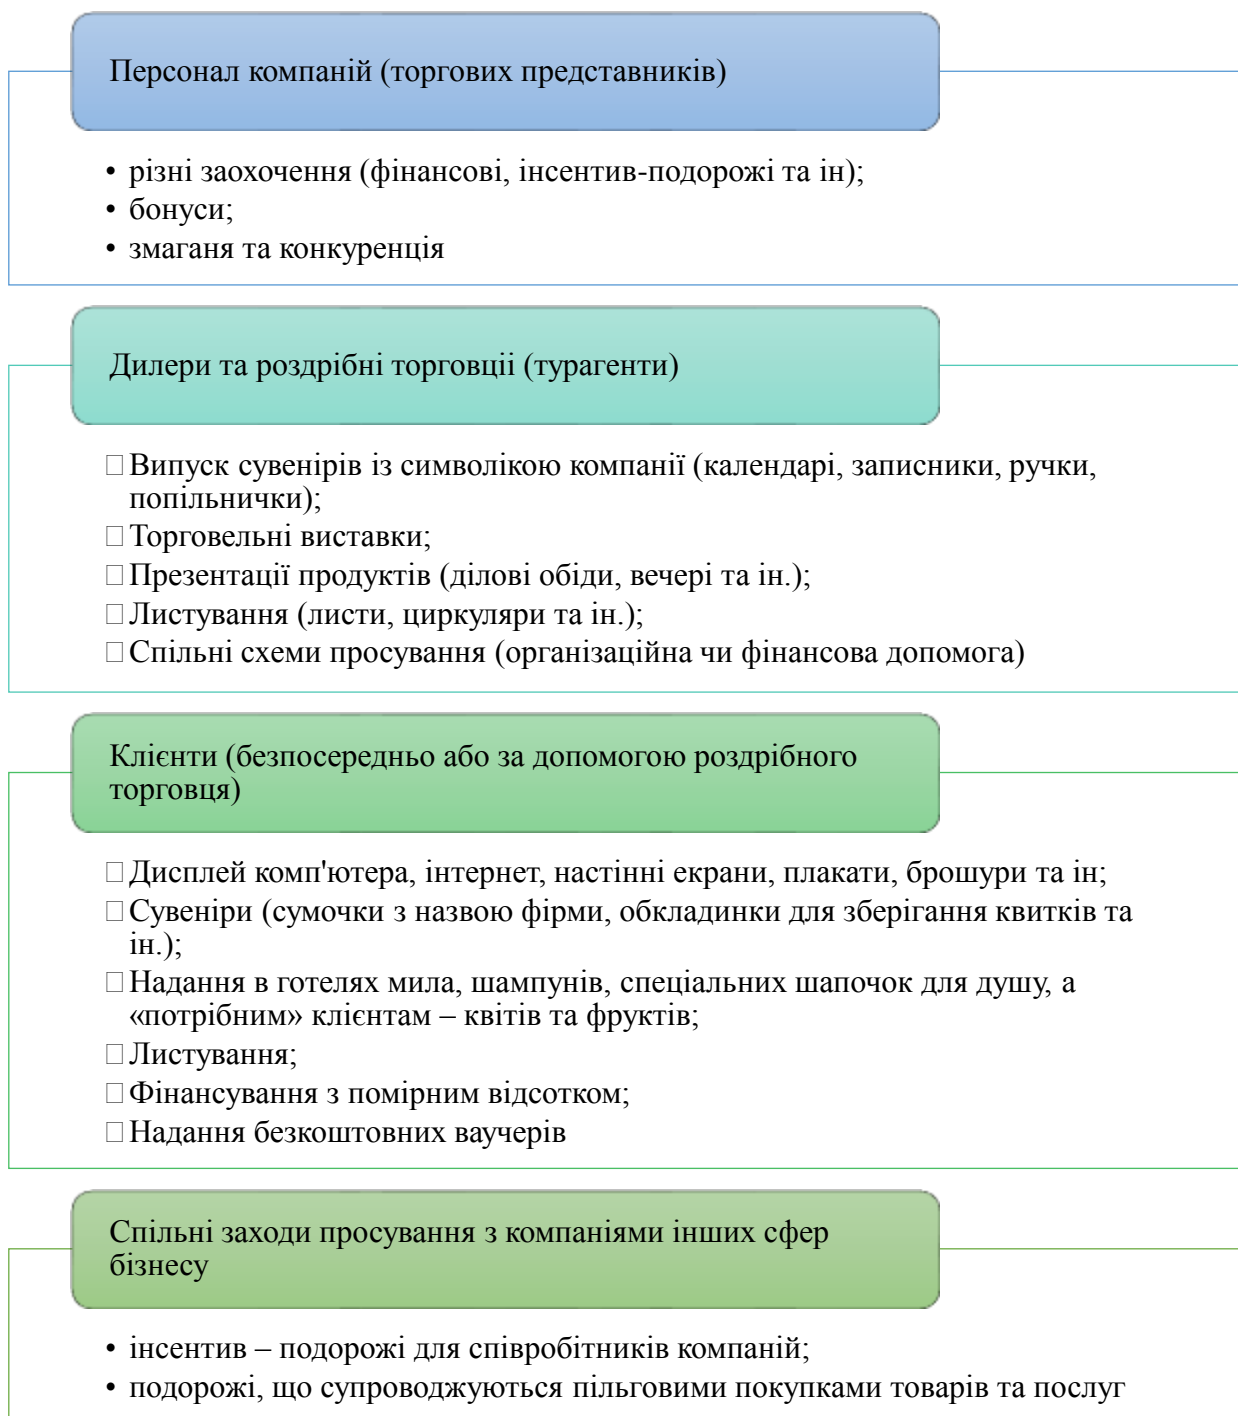 Персонал компаній (торгових представників)
• різні заохочення (фінансові, інсентив-подорожі та ін);
• бонуси;
• змаганя та конкуренція
Дилери та роздрібні торговціі (турагенти)
□ Випуск сувенірів із символікою компанії (календарі, записники, ручки,
попільнички);
□ Торговельні виставки;
□ Презентації продуктів (ділові обіди, вечері та ін.);
□ Листування (листи, циркуляри та ін.);
□ Спільні схеми просування (організаційна чи фінансова допомога)
Клієнти (безпосередньо або за допомогою роздрібного
торговця)
□ Дисплей комп'ютера, інтернет, настінні екрани, плакати, брошури та ін;
□ Сувеніри (сумочки з назвою фірми, обкладинки для зберігання квитків та
ін.);
□ Надання в готелях мила, шампунів, спеціальних шапочок для душу, а
«потрібним» клієнтам – квітів та фруктів;
□ Листування;
□ Фінансування з помірним відсотком;
□ Надання безкоштовних ваучерів
Спільні заходи просування з компаніями інших сфер
бізнесу
• інсентив – подорожі для співробітників компаній;
• подорожі, що супроводжуються пільговими покупками товарів та послуг